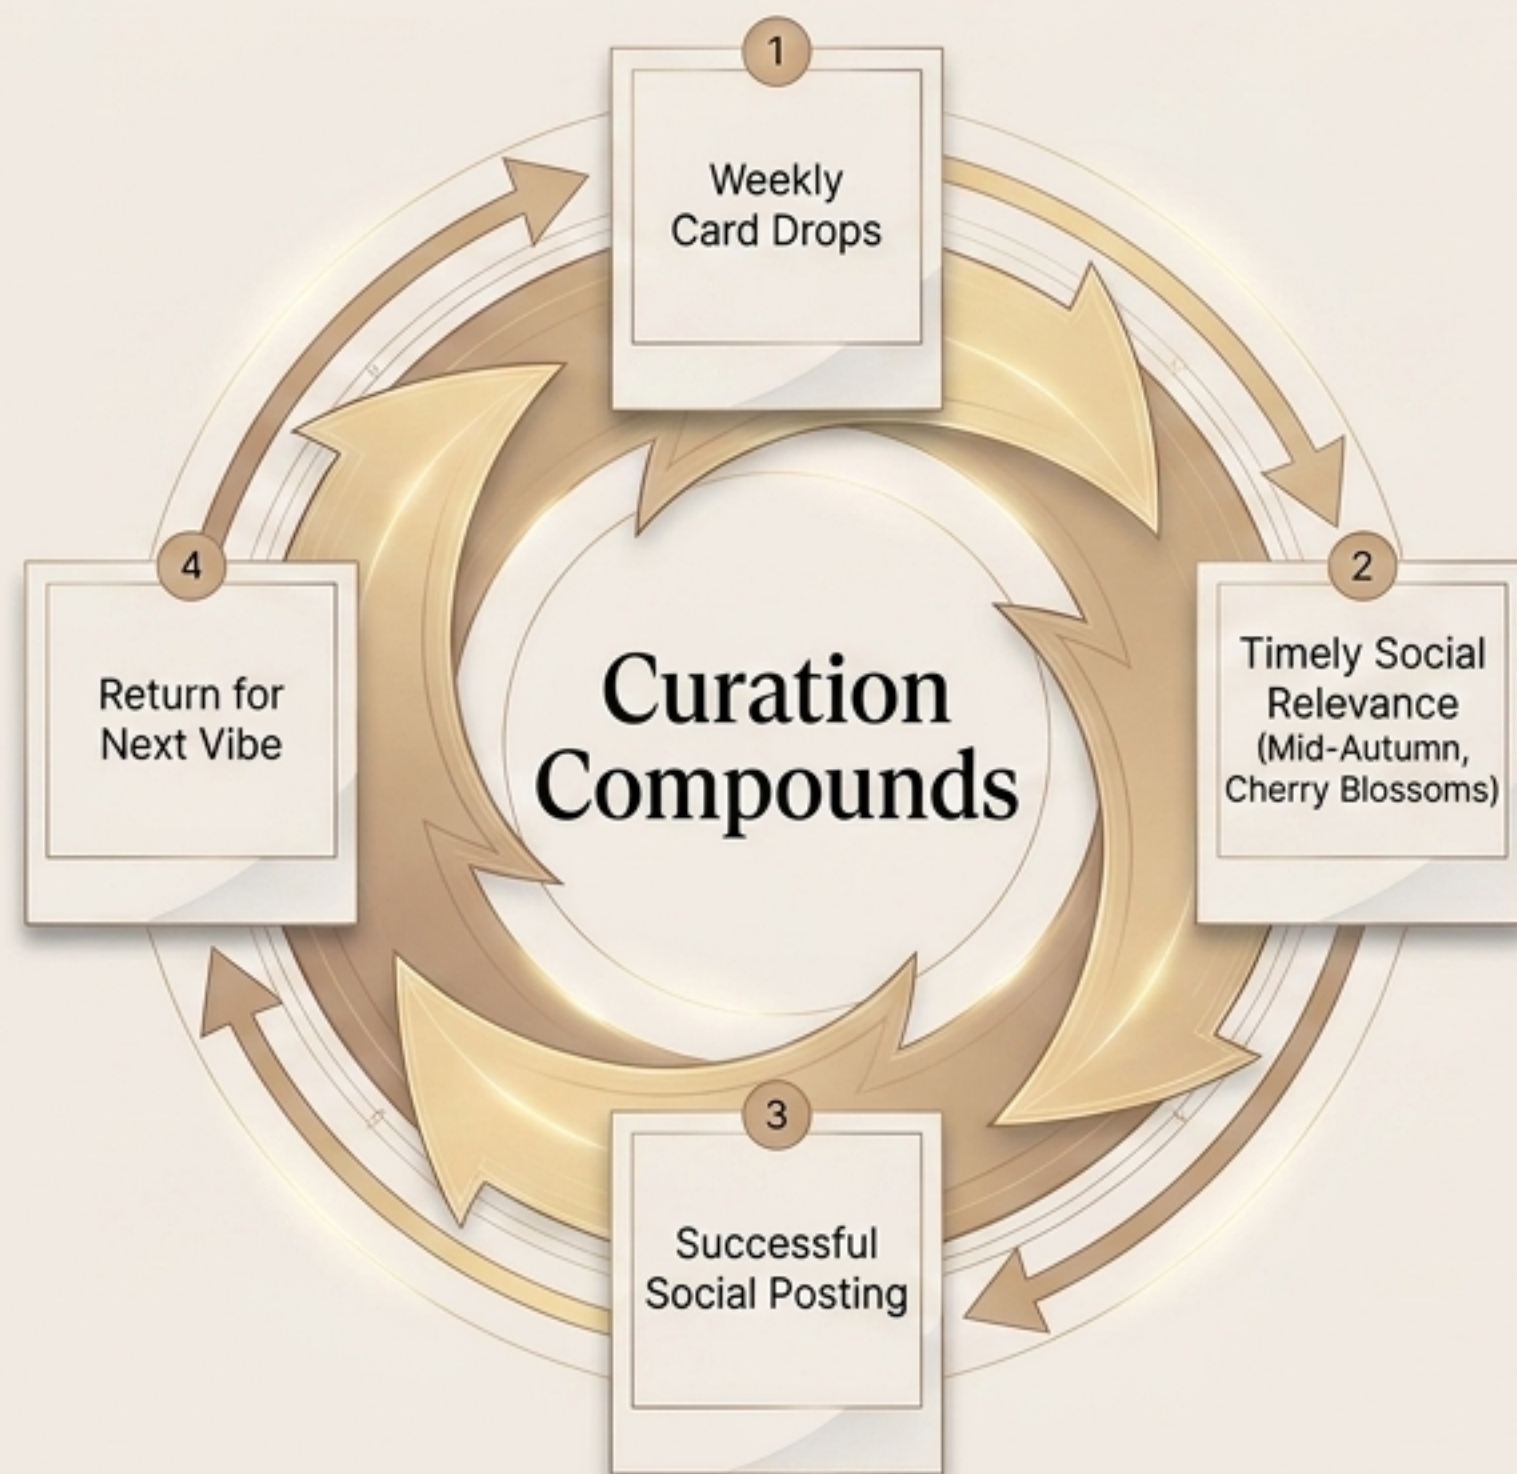 1
Weekly
Card Drops
2
Timely Social
Relevance
(Mid-Autumn,
Cherry Blossoms)
3
Successful
Social Posting
4
Return for
Next Vibe
Curation
Compounds